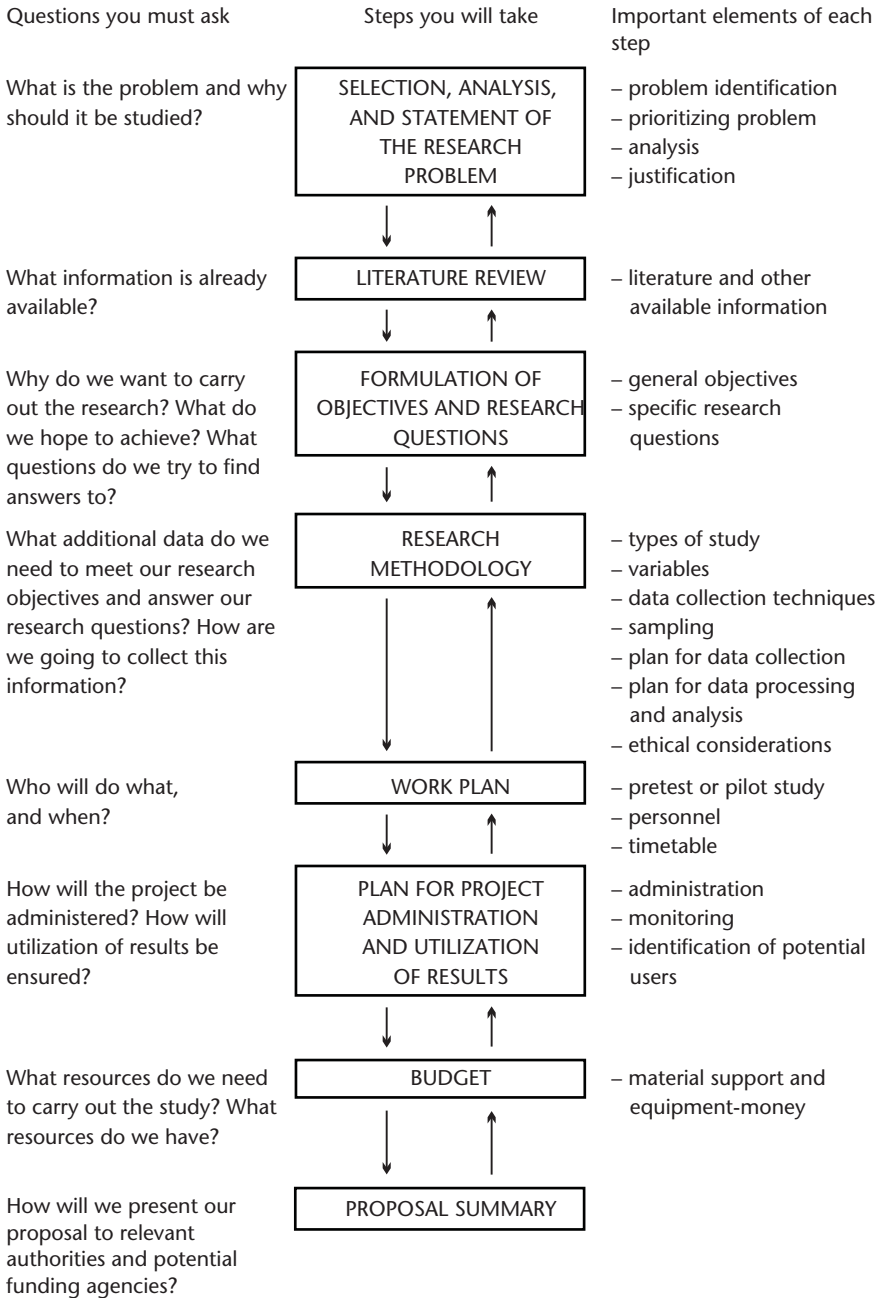 Questions you must ask
Steps you will take
Important elements of each
step
What is the problem and why
should it be studied?
SELECTION, ANALYSIS,
AND STATEMENT OF
THE RESEARCH
PROBLEM
– problem identification
– prioritizing problem
– analysis
– justification
What information is already
available?
LITERATURE REVIEW
– literature and other
available information
Why do we want to carry
out the research? What do
we hope to achieve? What
questions do we try to find
answers to?
FORMULATION OF
OBJECTIVES AND RESEARCH
QUESTIONS
– general objectives
– specific research
questions
What additional data do we
need to meet our research
objectives and answer our
research questions? How are
we going to collect this
information?
RESEARCH
METHODOLOGY
– types of study
– variables
– data collection techniques
– sampling
– plan for data collection
– plan for data processing
and analysis
– ethical considerations
Who will do what,
and when?
WORK PLAN
– pretest or pilot study
– personnel
– timetable
How will the project be
administered? How will
utilization of results be
ensured?
PLAN FOR PROJECT
ADMINISTRATION
AND UTILIZATION
OF RESULTS
– administration
– monitoring
– identification of potential
users
What resources do we need
to carry out the study? What
resources do we have?
BUDGET
– material support and
equipment-money
How will we present our
proposal to relevant
authorities and potential
funding agencies?
PROPOSAL SUMMARY